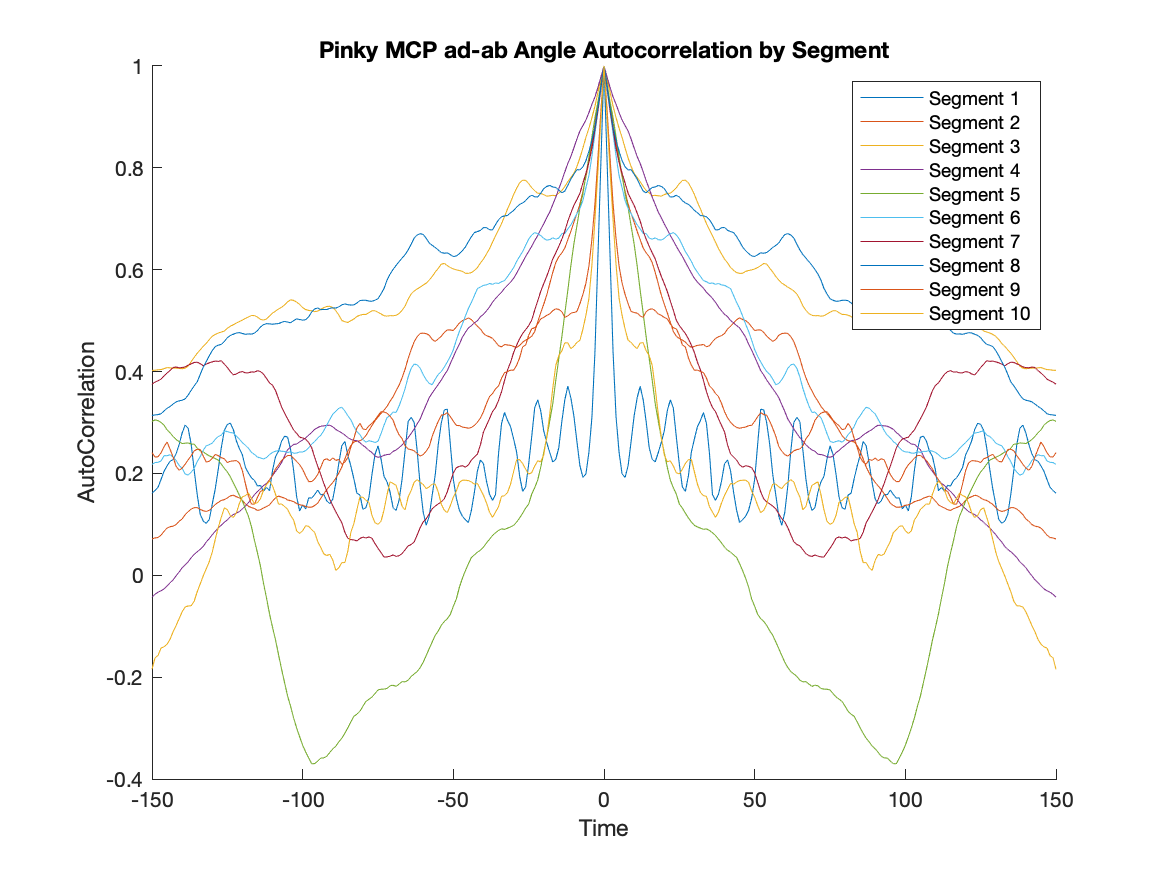 Pinky MCP ad-ab Angle Autocorrelation by Segment
1
0.8
0.6
0.4
0.2
0
-0.2
-0.4
AutoCorrelation
-150
-100
-50
0
50
100
150
Time
Segment 1
Segment 2
Segment 3
Segment 4
Segment 5
Segment 6
Segment 7
Segment 8
Segment 9
Segment 10